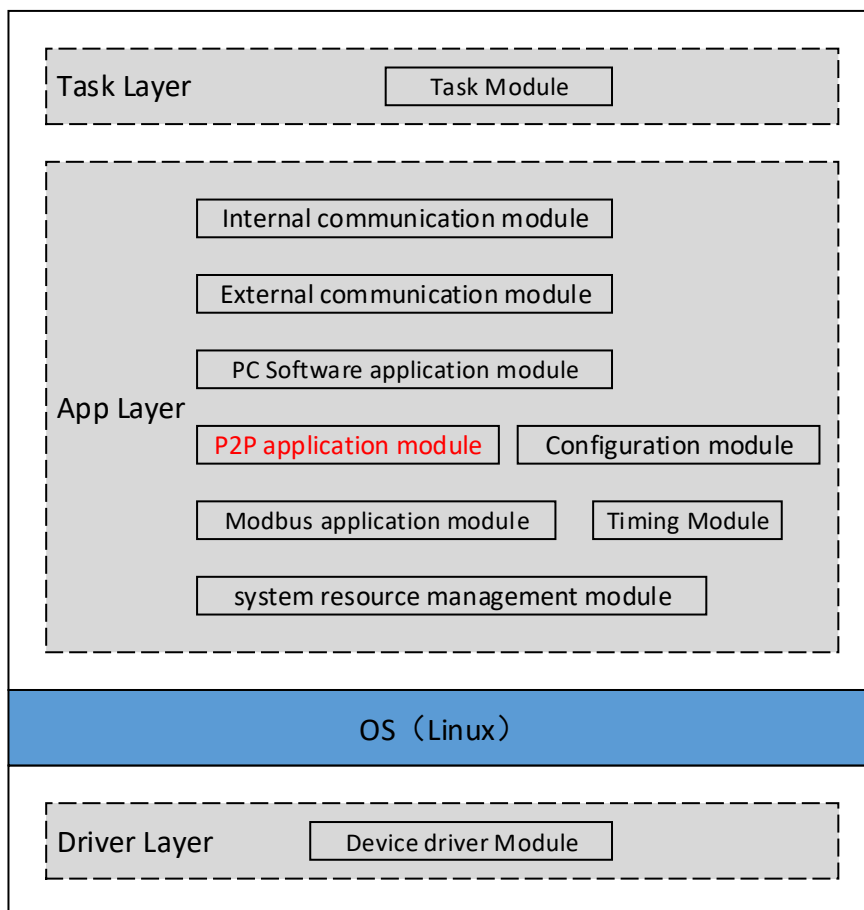 Task Layer
Task Module
Internal communication module
External communication module
PC Software application module
App Layer
P2P application module
Configuration module
Modbus application module
Timing Module
system resource management module
OS（Linux）
Driver Layer
Device driver Module